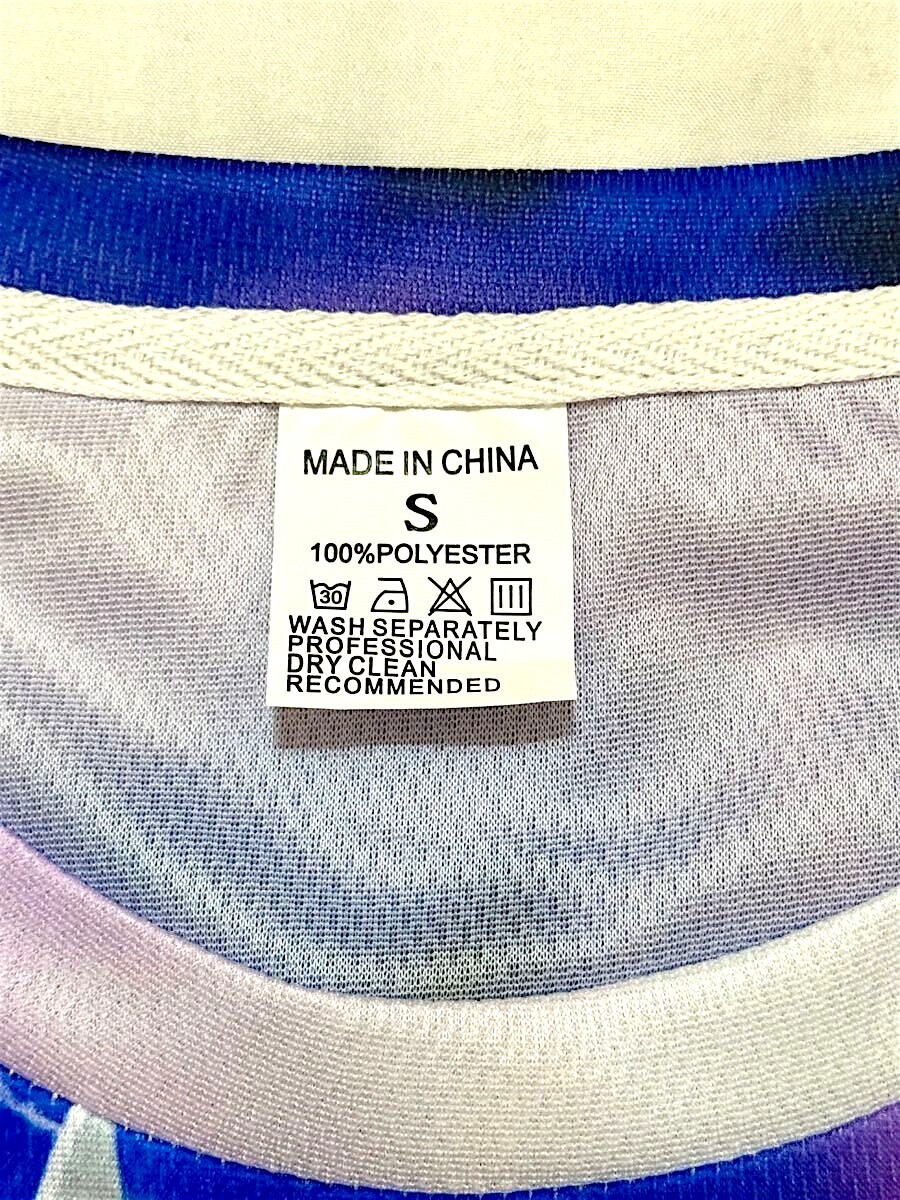 MADE IN CHINA
S
100%POLYESTER
30
WASH SEPARATELY
PROFESSIONAL
DRY CLEAN
RECOMMENDED